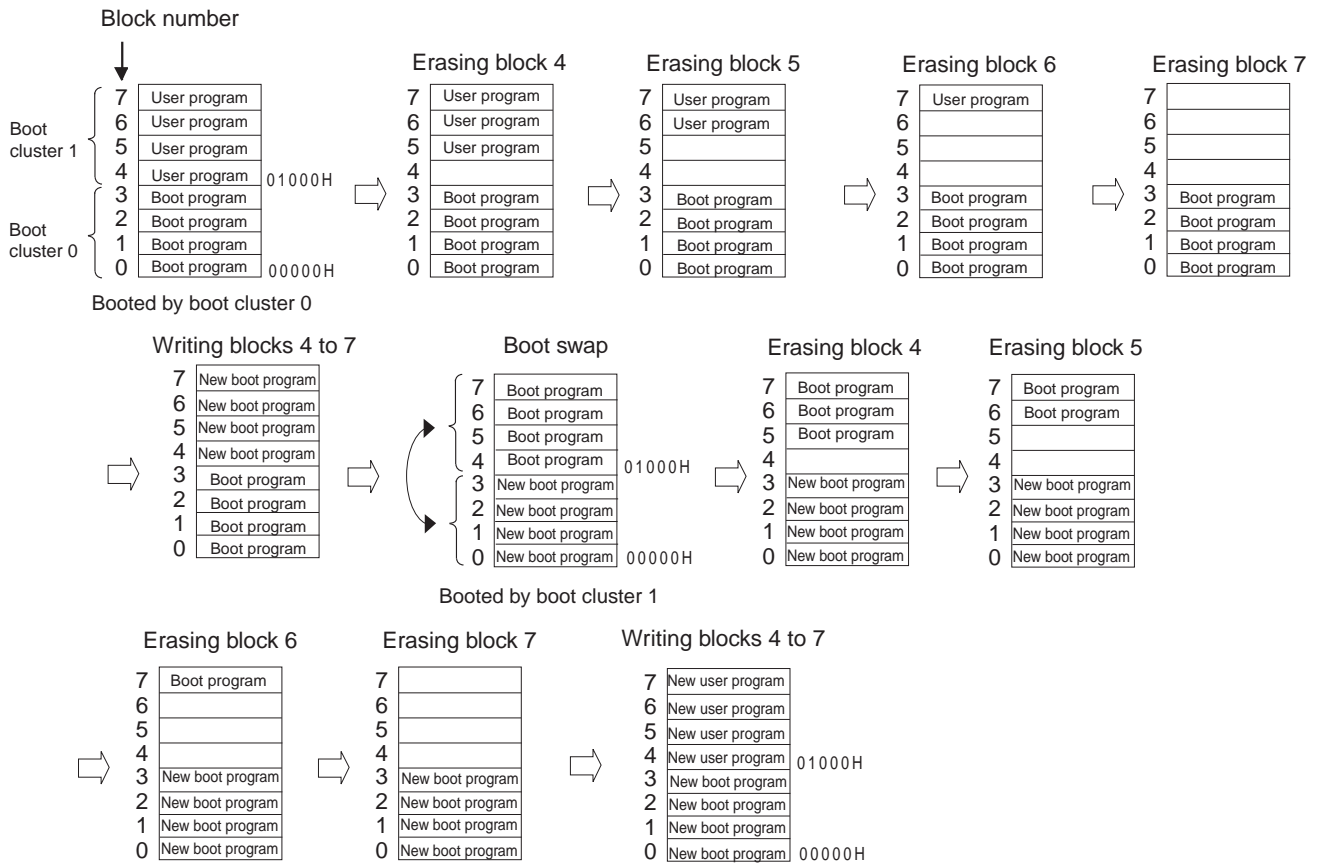 Block number
Erasing block 4
Erasing block 5
Erasing block 6
Erasing block 7
Boot cluster 1
Boot cluster 0
7 User program
6 User program
5 User program
4 User program 01000H
3 Boot program
2 Boot program
1 Boot program
0 Boot program 00000H
Booted by boot cluster 0
7 User program
6 User program
5 User program
4
3 Boot program
2 Boot program
1 Boot program
0 Boot program
7 User program
6 User program
5
4
3 Boot program
2 Boot program
1 Boot program
0 Boot program
7 User program
6
5
4
3 Boot program
2 Boot program
1 Boot program
0 Boot program
7
6
5
4
3 Boot program
2 Boot program
1 Boot program
0 Boot program
Writing blocks 4 to 7
7 New boot program
6 New boot program
5 New boot program
4 New boot program
3 Boot program
2 Boot program
1 Boot program
0 Boot program
Boot swap
7 Boot program
6 Boot program
5 Boot program
4 Boot program 01000H
3 New boot program
2 New boot program
1 New boot program
0 New boot program 00000H
Booted by boot cluster 1
Erasing block 4
7 Boot program
6 Boot program
5 Boot program
4
3 New boot program
2 New boot program
1 New boot program
0 New boot program
Erasing block 5
7 Boot program
6 Boot program
5
4
3 New boot program
2 New boot program
1 New boot program
0 New boot program
Erasing block 6
7 Boot program
6
5
4
3 New boot program
2 New boot program
1 New boot program
0 New boot program
Erasing block 7
7
6
5
4
3 New boot program
2 New boot program
1 New boot program
0 New boot program
Writing blocks 4 to 7
7 New user program
6 New user program
5 New user program
4 New user program 01000H
3 New boot program
2 New boot program
1 New boot program
0 New boot program 00000H